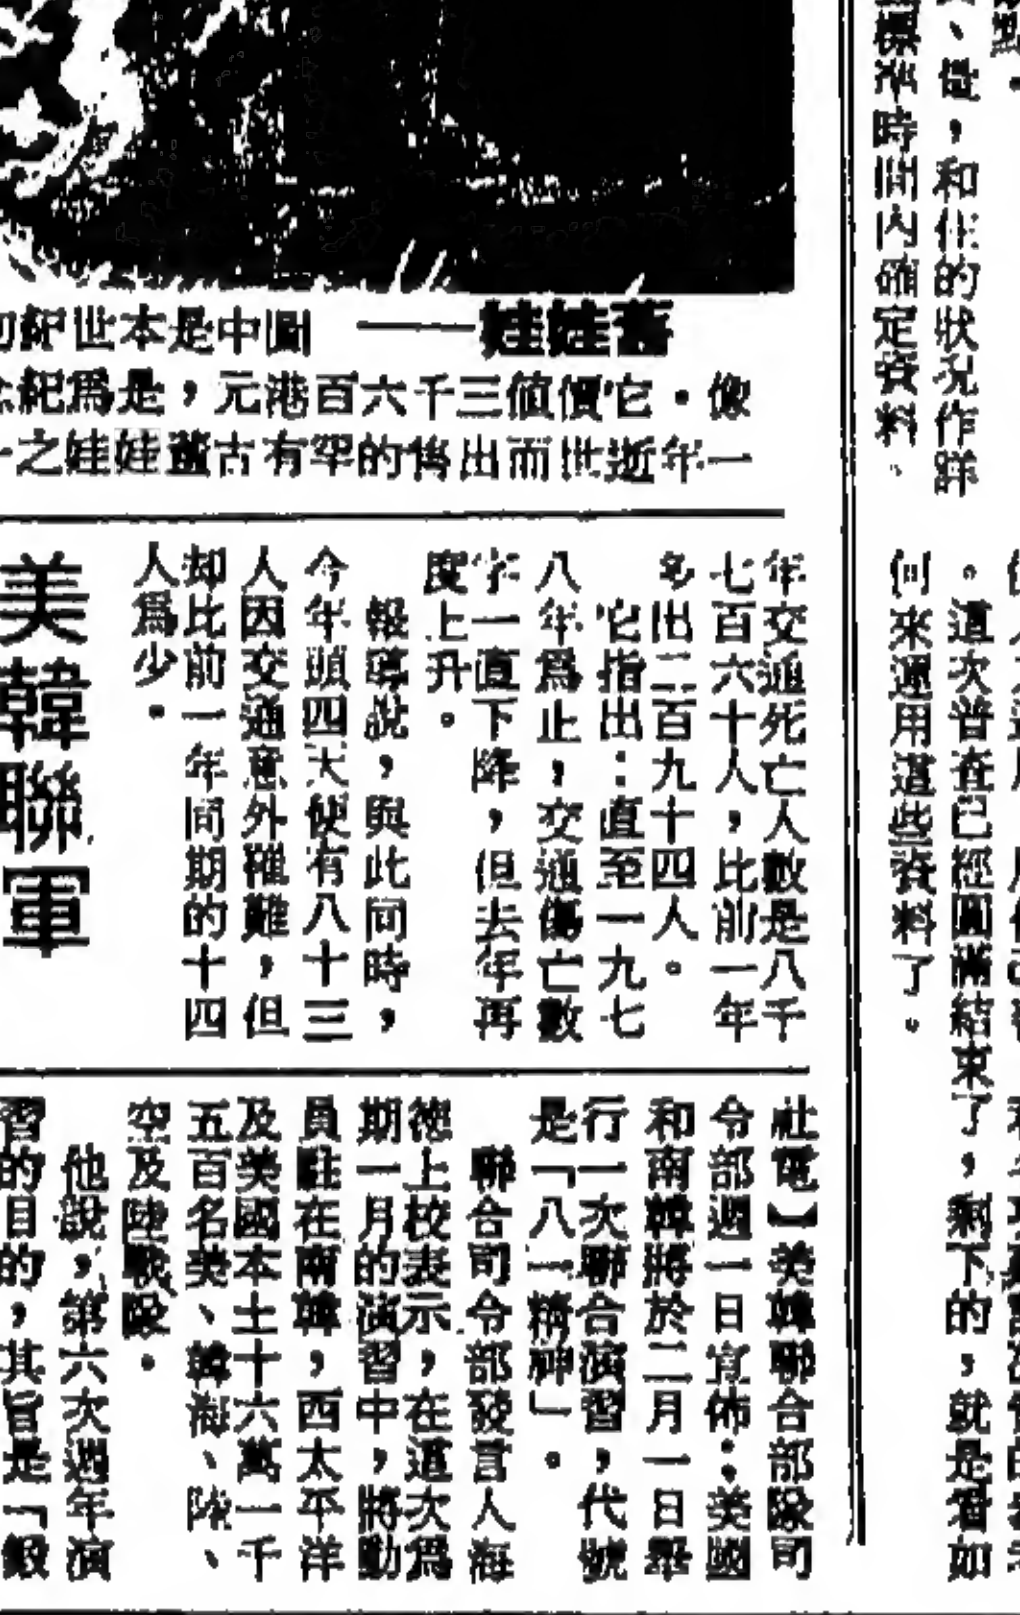 標準時間內確定資料、
，和住的狀況作詳
何來運用這些資料了。
。這次普查已經圓滿結束了，剩下的，就是看如
舊娃娃——　圖中是本世紀初
像．它價值三千六百港元，是為紀念
一年逝世而出售的罕有古舊娃娃之一
年交通死亡人數是八千
七百六十人，比前一年
多出二百九十四人。
它指出：直至一九七
八年為止，交通傷亡數
字一直下降，但去年再
度上升。
報導說，與此同時，
今年頭四天便有八十三
人因交通意外罹難，但
却比前一年同期的十四
人為少．
美韓聯軍
社電】美韓聯合部隊司
令部週一日宣佈：美國
和南韓將於二月一日舉
行一次聯合演習，代號
是「八一精神」。
聯合司令部發言人海
德上校表示，在這次為
期一月的演習中，將動
員駐在南韓，西太平洋
及美國本土十六萬一千
五百名美、韓海、陸、
空及陸戰隊．
他說，第六次週年演
習的目的，其旨是「鍛